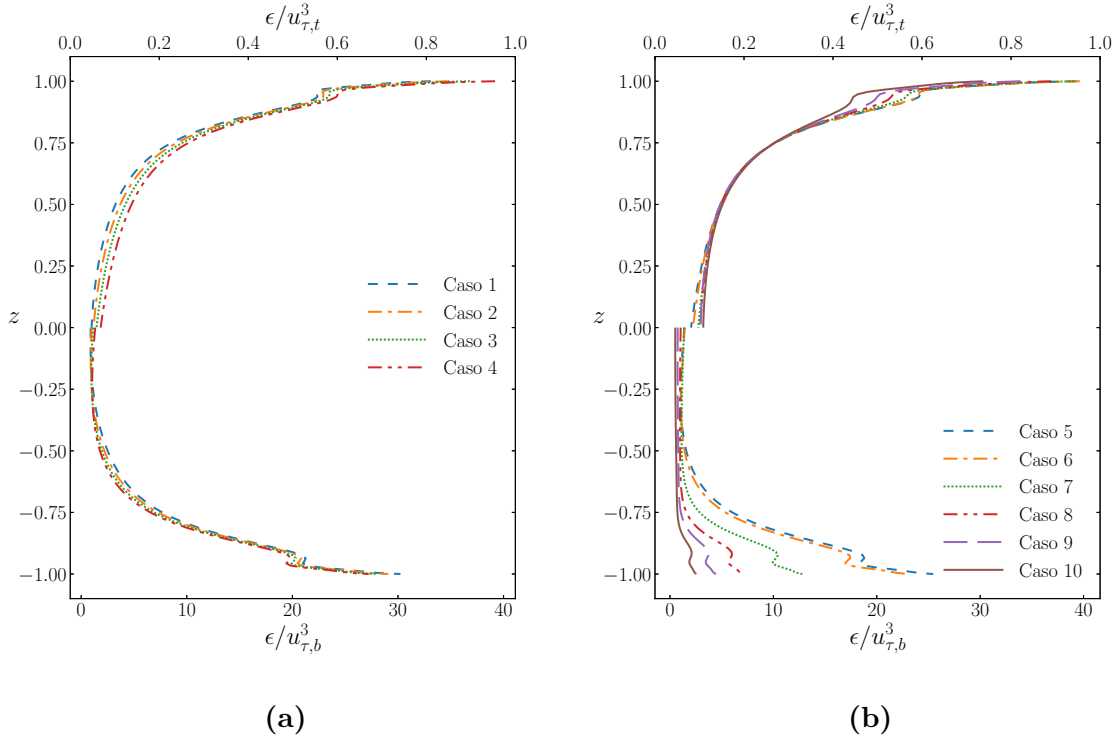 ϵ/u³τ,t
0.0 0.2 0.4 0.6 0.8 1.0
1.00
0.75
0.50
0.25
z
0.00
−0.25
−0.50
−0.75
−1.00
Caso 1
Caso 2
Caso 3
Caso 4
0 10 20 30 40
ϵ/u³τ,b
(a)
ϵ/u³τ,t
0.0 0.2 0.4 0.6 0.8 1.0
1.00
0.75
0.50
0.25
z
0.00
−0.25
−0.50
−0.75
−1.00
Caso 5
Caso 6
Caso 7
Caso 8
Caso 9
Caso 10
0 10 20 30 40
ϵ/u³τ,b
(b)